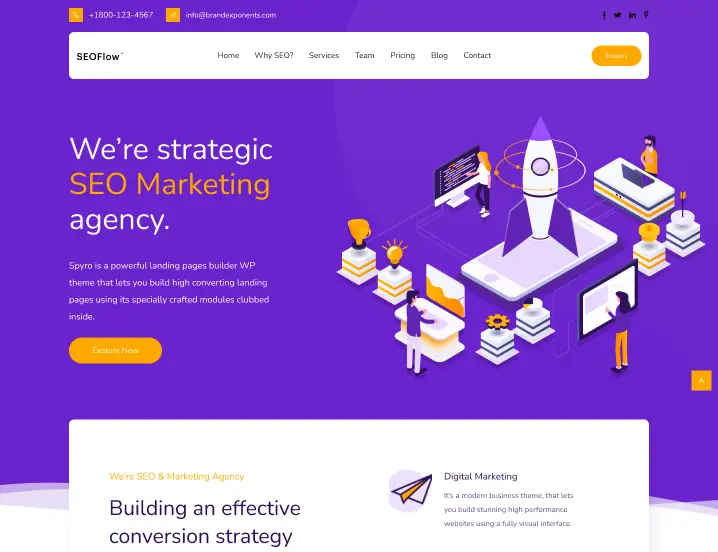 +1800-123-4567 info@brandexponents.com
SEOFlow Home Why SEO? Services Team Pricing Blog Contact Enquiry
We're strategic
SEO Marketing
agency.
Spyro is a powerful landing pages builder WP
theme that lets you build high converting landing
pages using its specially crafted modules clubbed
inside.
Explore Now
We're SEO & Marketing Agency
Building an effective
conversion strategy
Digital Marketing
It's a modern business theme, that lets
you build stunning high performance
websites using a fully visual interface.